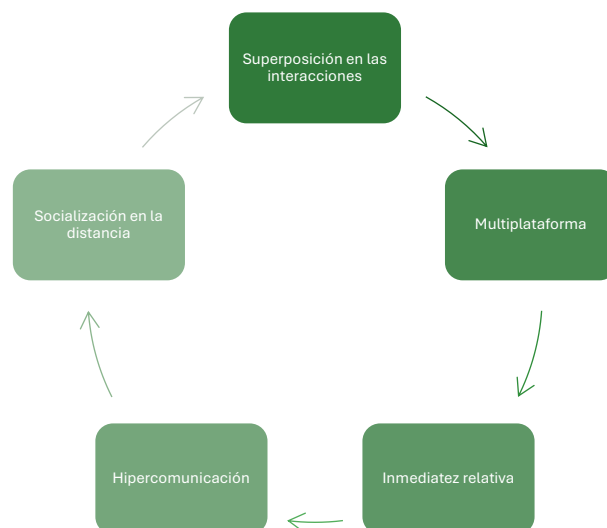 Superposición en las
interacciones
Multiplataforma
Inmediatez relativa
Hipercomunicación
Socialización en la
distancia